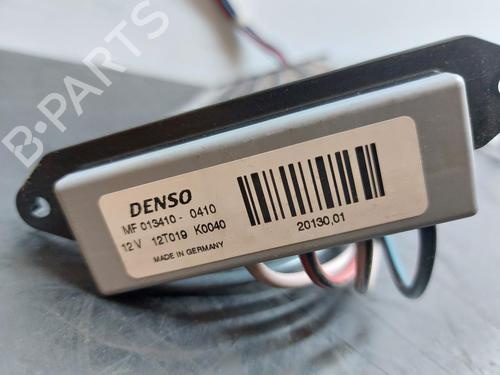 B-PARTS
DENSO
MF 013410 - 0410
12 V 12T019 K0040
MADE IN GERMANY
20130,01